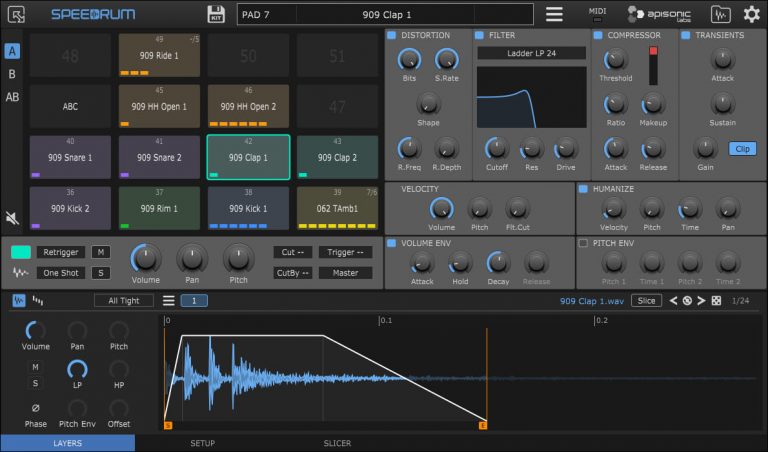 SPEEDRUM
KIT
PAD 7
909 Clap 1
MIDI
apisonic
labs
A
B
AB
48
49
-/5
909 Ride 1
50
51
ABC
45
909 HH Open 1
46
909 HH Open 2
47
40
909 Snare 1
41
909 Snare 2
42
909 Clap 1
43
909 Clap 2
36
909 Kick 2
37
909 Rim 1
38
909 Kick 1
39
7/6
062 TAmb1
Retrigger
M
One Shot
S
Volume
Pan
Pitch
Cut --
Trigger --
CutBy --
Master
DISTORTION
Bits
S.Rate
Shape
R.Freq
R.Depth
FILTER
Ladder LP 24
Cutoff
Res
Drive
COMPRESSOR
Threshold
Ratio
Makeup
Attack
Release
TRANSIENTS
Attack
Sustain
Gain
Clip
VELOCITY
Volume
Pitch
Flt.Cut
HUMANIZE
Velocity
Pitch
Time
Pan
VOLUME ENV
Attack
Hold
Decay
Release
PITCH ENV
Pitch 1
Time 1
Pitch 2
Time 2
All Tight
1
909 Clap 1.wav
Slice
1/24
Volume
Pan
Pitch
M
S
LP
HP
Ø
Phase
Pitch Env
Offset
0
0.1
0.2
S
E
LAYERS
SETUP
SLICER